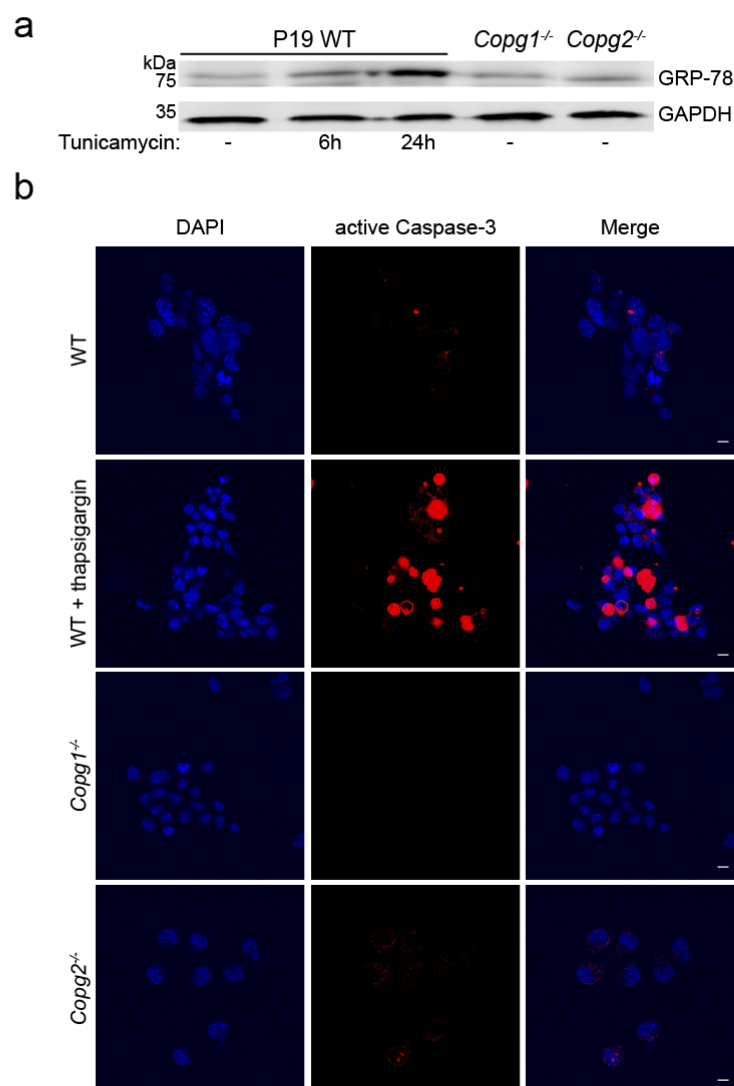 a
P19 WT Copg1-/- Copg2-/-
kDa
75 GRP-78
35 GAPDH
Tunicamycin: - 6h 24h - -
b
DAPI active Caspase-3 Merge
WT
WT + thapsigargin
Copg1-/-
Copg2-/-